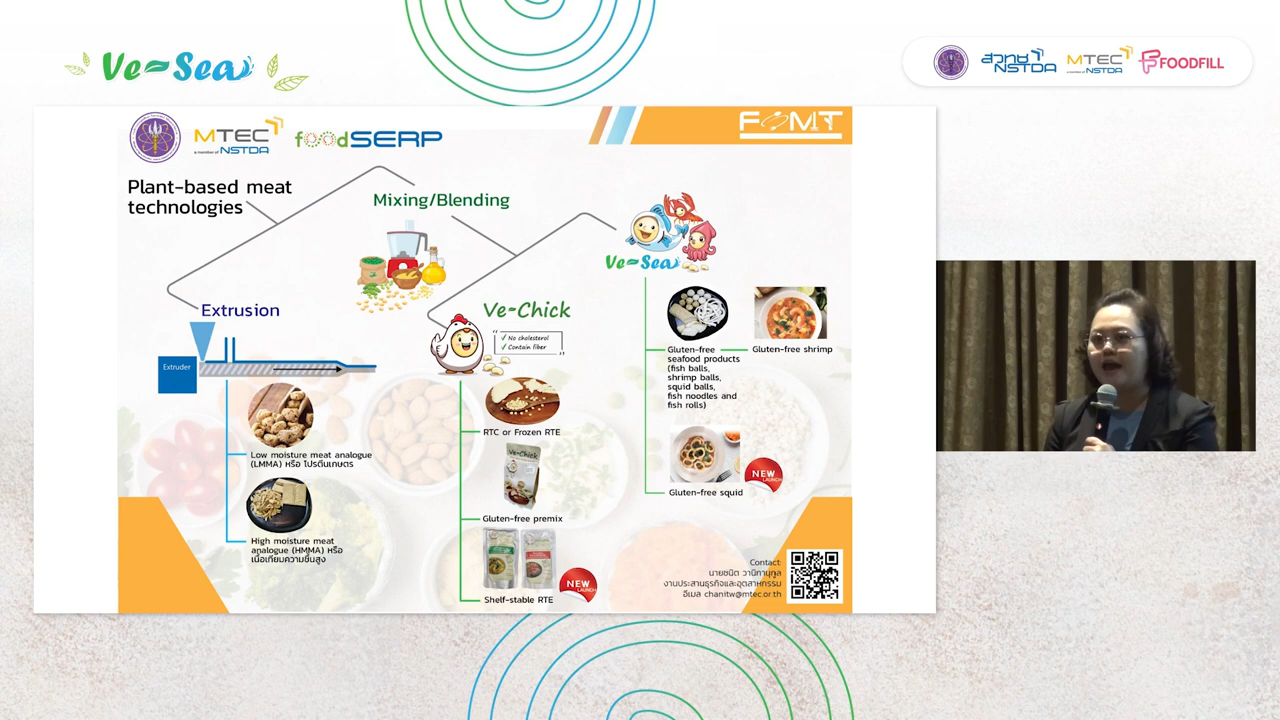 Ve-Sea
สวทช
NSTDA
MTEC
a member of NSTDA
FOODFILL
MTEC
a member of NSTDA
foodSERP
FOMT
Plant-based meat
technologies
Mixing/Blending
Ve-Sea
Extrusion
Extruder
Ve-Chick
No cholesterol
Contain fiber
Gluten-free
seafood products
(fish balls,
shrimp balls,
squid balls,
fish noodles and
fish rolls)
Gluten-free shrimp
RTC or Frozen RTE
Low moisture meat analogue
(LMMA) หรือ โปรตีนเกษตร
Ve-Chick
Gluten-free squid
NEW
LAUNCH
Gluten-free premix
High moisture meat
analogue (HMMA) หรือ
เนื้อเทียมความชื้นสูง
Shelf-stable RTE
NEW
LAUNCH
Contact:
นายชนิต วานิกานุกูล
งานประสานธุรกิจและอุตสาหกรรม
อีเมล chanitw@mtec.or.th